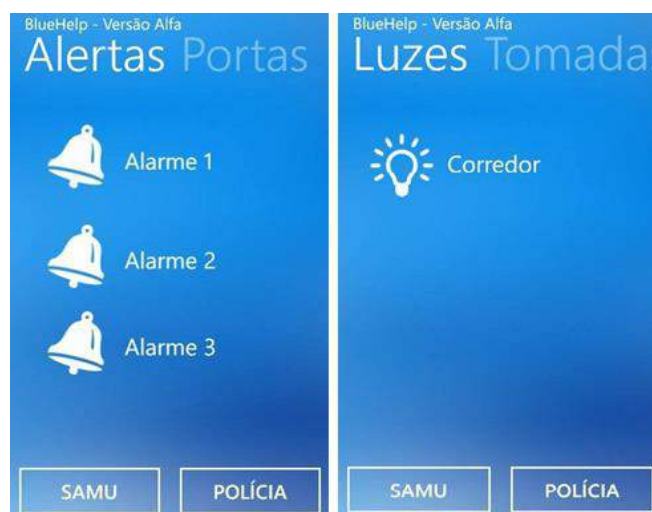 BlueHelp - Versão Alfa
Alertas Portas
Alarme 1
Alarme 2
Alarme 3
SAMU
POLÍCIA
BlueHelp - Versão Alfa
Luzes Tomada
Corredor
SAMU
POLÍCIA